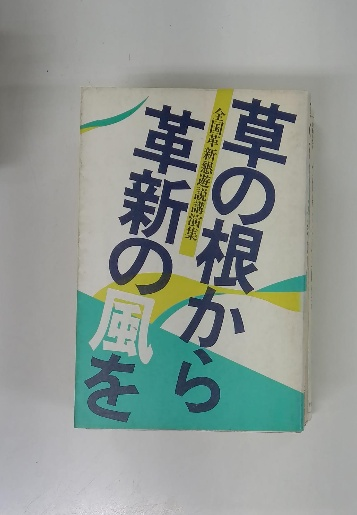 草の根から
全国革新懇遊説講演集
革新の風を